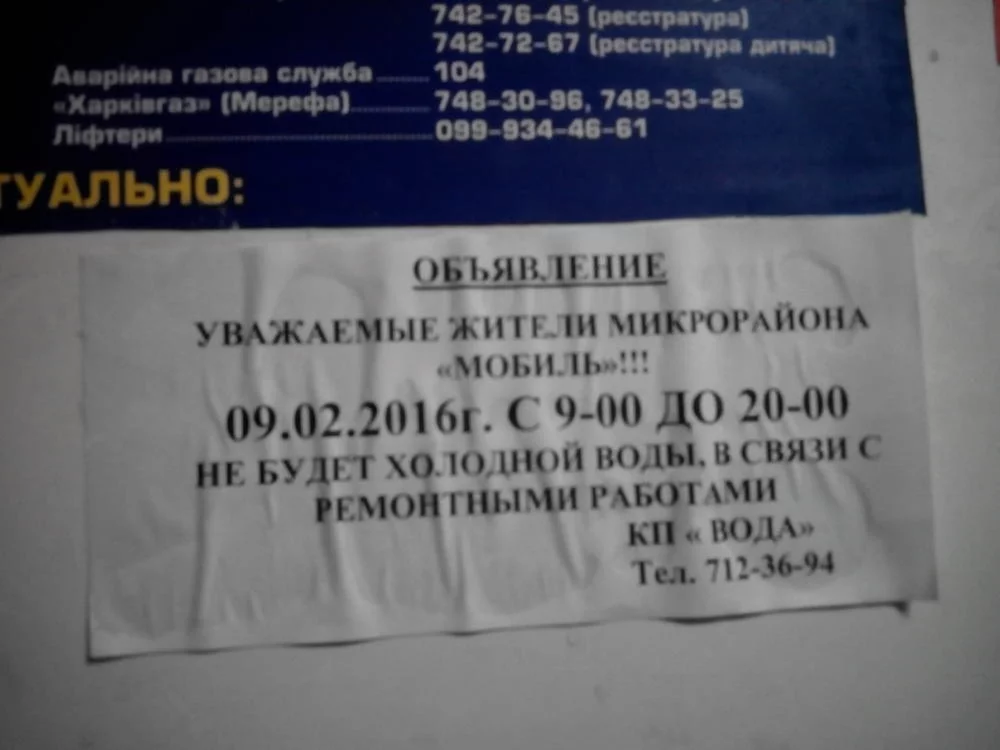 742-76-45 (реєстратура)
742-72-67 (реєстратура дитяча)
Аварійна газова служба 104
«Харківгаз» (Мерефа) 748-30-96, 748-33-25
Ліфтери 099-934-46-61
ТУАЛЬНО:
ОБЪЯВЛЕНИЕ
УВАЖАЕМЫЕ ЖИТЕЛИ МИКРОРАЙОНА
«МОБИЛЬ»!!!
09.02.2016г. С 9-00 ДО 20-00
НЕ БУДЕТ ХОЛОДНОЙ ВОДЫ, В СВЯЗИ С
РЕМОНТНЫМИ РАБОТАМИ
КП « ВОДА»
Тел. 712-36-94